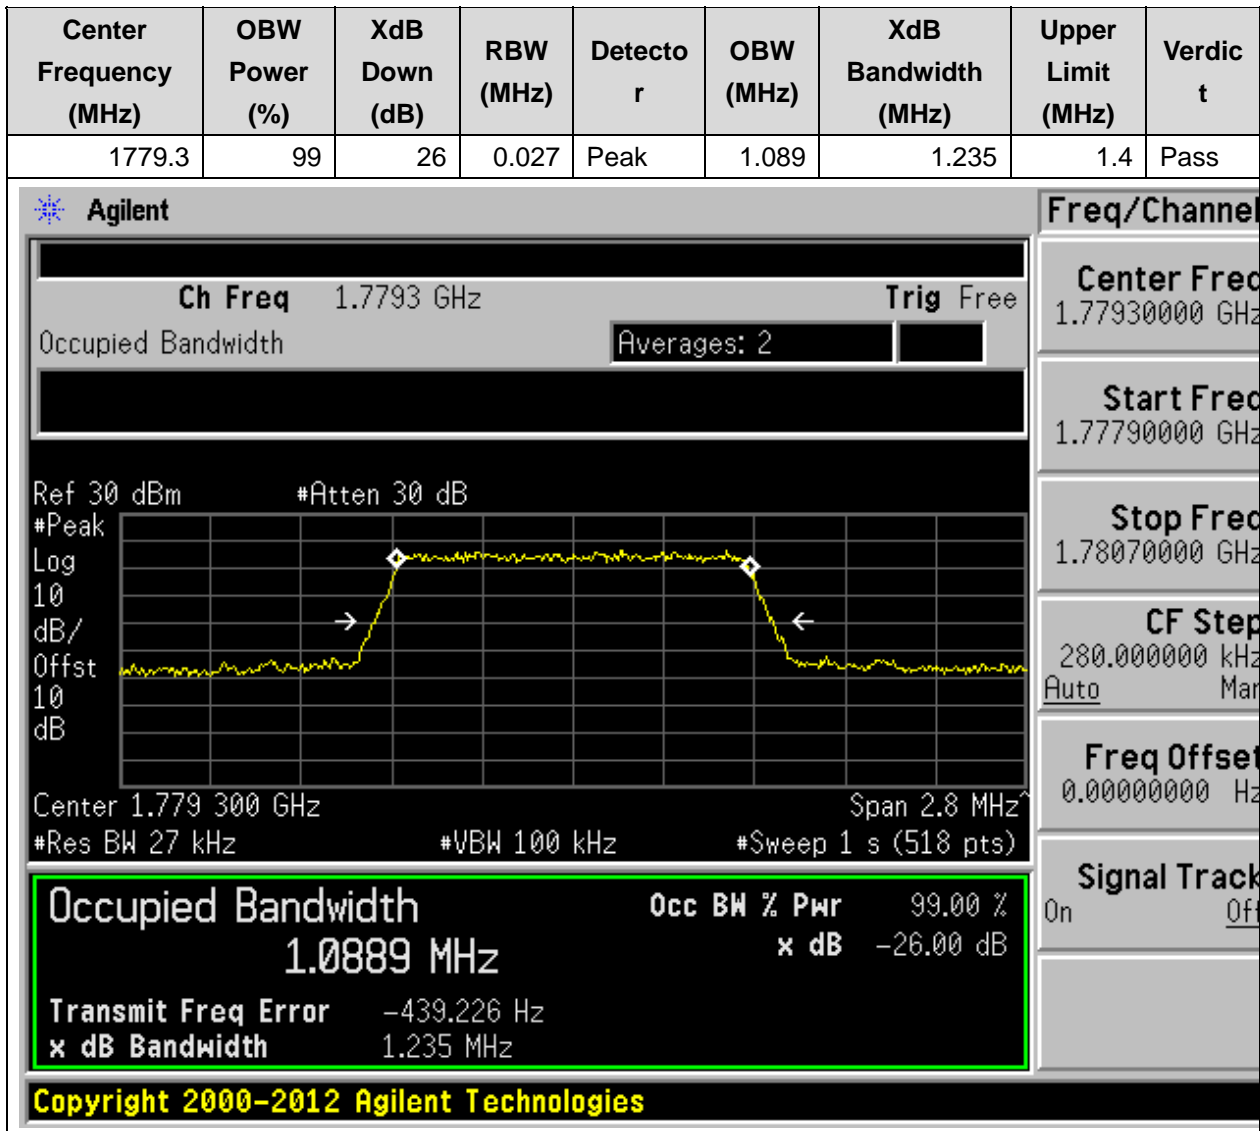 Center Frequency (MHz) OBW Power (%) XdB Down (dB) RBW (MHz) Detector OBW (MHz) XdB Bandwidth (MHz) Upper Limit (MHz) Verdict
1779.3 99 26 0.027 Peak 1.089 1.235 1.4 Pass
Agilent
Freq/Channel
Ch Freq 1.7793 GHz Trig Free
Occupied Bandwidth Averages: 2
Center Freq
1.77930000 GHz
Start Freq
1.77790000 GHz
Stop Freq
1.78070000 GHz
CF Step
280.000000 kHz
Auto Man
Freq Offset
0.00000000 Hz
Signal Track
On Off
Ref 30 dBm #Atten 30 dB
#Peak
Log
10
dB/
Offst
10
dB
Center 1.779 300 GHz Span 2.8 MHz^
#Res BW 27 kHz #VBW 100 kHz #Sweep 1 s (518 pts)
Occupied Bandwidth Occ BW % Pwr 99.00 %
1.0889 MHz x dB -26.00 dB
Transmit Freq Error -439.226 Hz
x dB Bandwidth 1.235 MHz
Copyright 2000-2012 Agilent Technologies